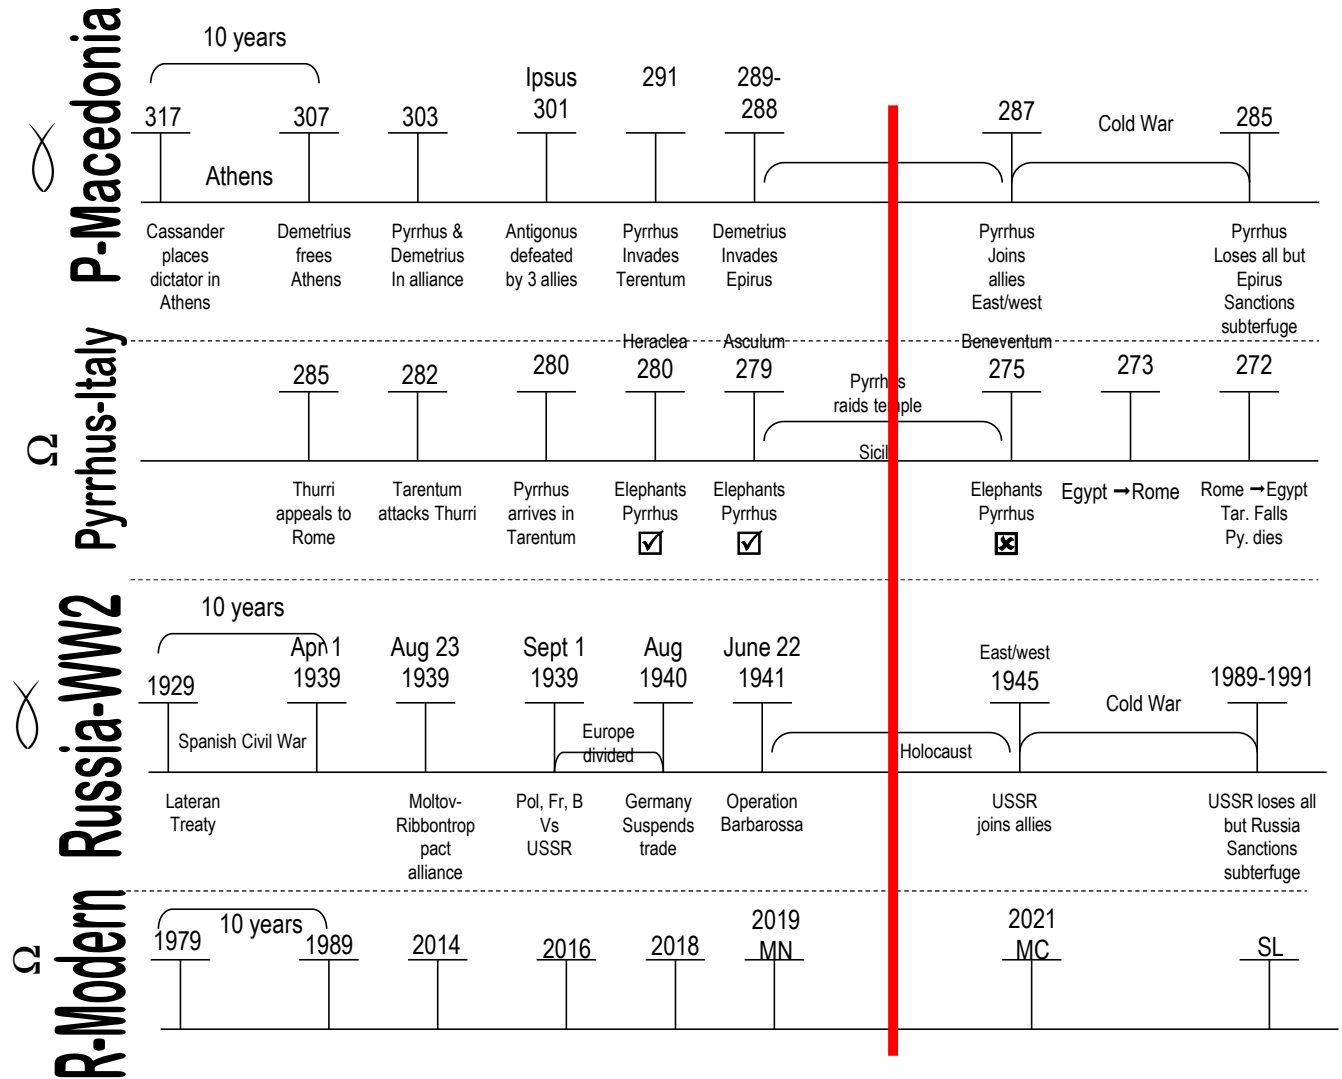 P-Macedonia
10 years
317
307
303
Ipsus
301
291
289-
288
287
Cold War
285
Athens
Cassander
places
dictator in
Athens
Demetrius
frees
Athens
Pyrrhus &
Demetrius
In alliance
Antigonus
defeated
by 3 allies
Pyrrhus
Invades
Terentum
Demetrius
Invades
Epirus
Pyrrhus
Joins
allies
East/west
Pyrrhus
Loses all but
Epirus
Sanctions
subterfuge
Ω
Pyrrhus-Italy
285
282
280
Heraclea
280
Asculum
279
Pyrrhus
raids temple
Sicil
Beneventum
275
273
272
Thurri
appeals to
Rome
Tarentum
attacks Thurri
Pyrrhus
arrives in
Tarentum
Elephants
Pyrrhus
Elephants
Pyrrhus
Elephants
Pyrrhus
Egypt ➞Rome
Rome ➞Egypt
Tar. Falls
Py. dies
Russia-WW2
10 years
1929
Apr 1
1939
Aug 23
1939
Sept 1
1939
Aug
1940
June 22
1941
East/west
1945
Cold War
1989-1991
Spanish Civil War
Europe
divided
Holocaust
Lateran
Treaty
Moltov-
Ribbontrop
pact
alliance
Pol, Fr, B
Vs
USSR
Germany
Suspends
trade
Operation
Barbarossa
USSR
joins allies
USSR loses all
but Russia
Sanctions
subterfuge
Ω
R-Modern
10 years
1979
1989
2014
2016
2018
2019
MN
2021
MC
SL